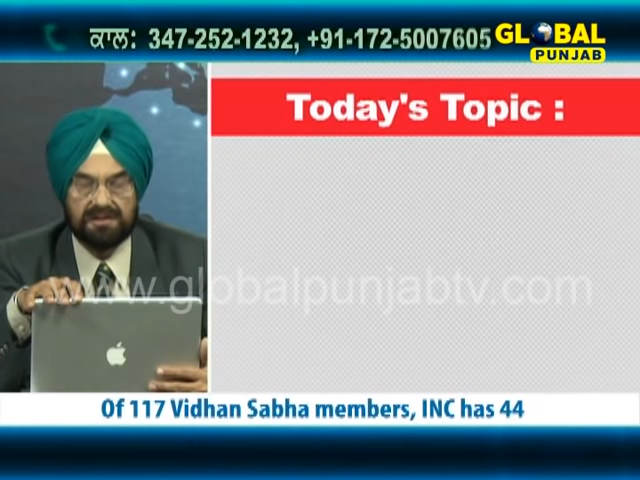 ਕਾਲ: 347-252-1232, +91-172-5007605
GLOBAL
PUNJAB
Today's Topic :
www.globalpunjabtv.com
Of 117 Vidhan Sabha members, INC has 44